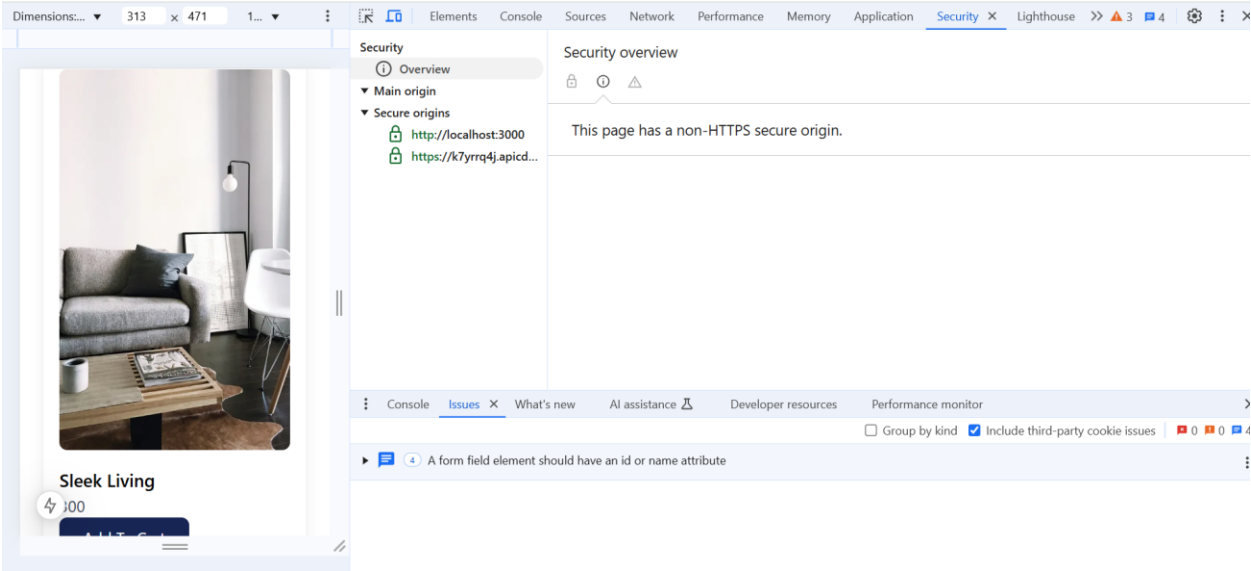 Dimensions:... 313 x 471 1...
Elements Console Sources Network Performance Memory Application Security Lighthouse 3 4
Security
Overview
Main origin
Secure origins
http://localhost:3000
https://k7yrrq4j.apicd...
Security overview
This page has a non-HTTPS secure origin.
Sleek Living
Console Issues What's new AI assistance Developer resources Performance monitor
Group by kind Include third-party cookie issues 0 0 4
4 A form field element should have an id or name attribute